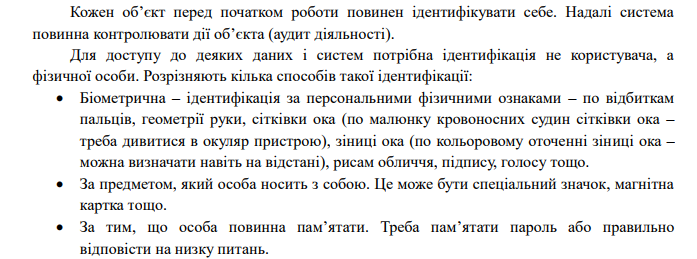 Кожен об’єкт перед початком роботи повинен ідентифікувати себе. Надалі система
повинна контролювати дії об’єкта (аудит діяльності).
Для доступу до деяких даних і систем потрібна ідентифікація не користувача, а
фізичної особи. Розрізняють кілька способів такої ідентифікації:
• Біометрична – ідентифікація за персональними фізичними ознаками – по відбиткам
пальців, геометрії руки, сітківки ока (по малюнку кровоносних судин сітківки ока –
треба дивитися в окуляр пристрою), зіниці ока (по кольоровому оточенні зіниці ока –
можна визначати навіть на відстані), рисам обличчя, підпису, голосу тощо.
• За предметом, який особа носить з собою. Це може бути спеціальний значок, магнітна
картка тощо.
• За тим, що особа повинна пам’ятати. Треба пам’ятати пароль або правильно
відповісти на низку питань.